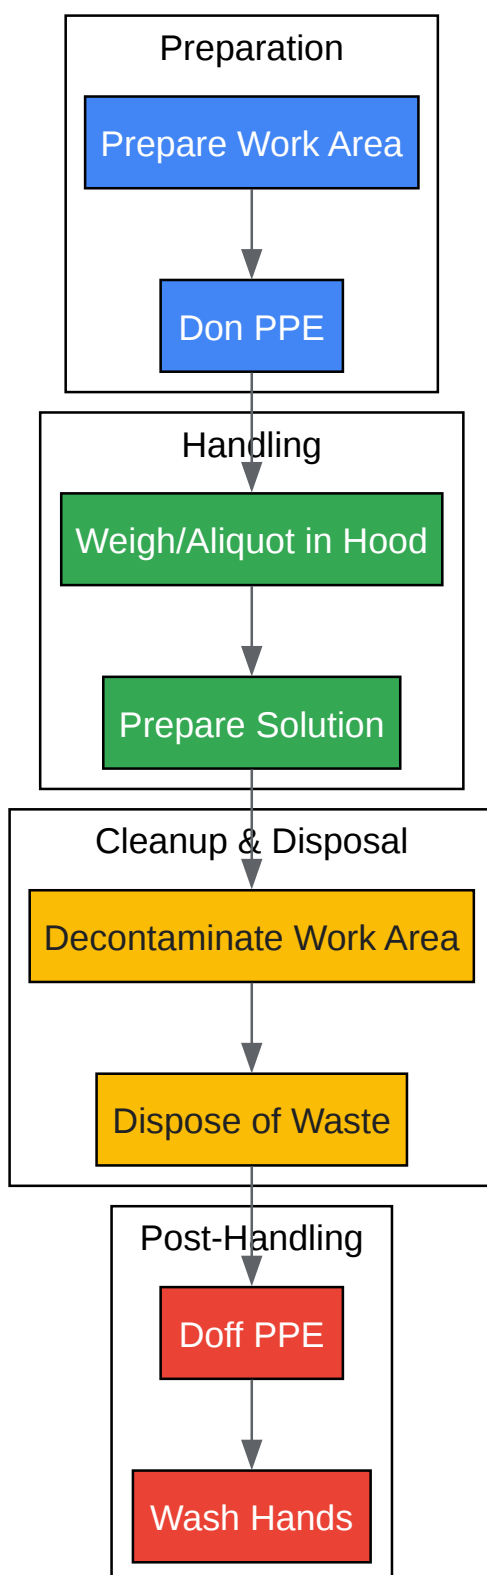 Preparation
Prepare Work Area
Don PPE
Handling
Weigh/Aliquot in Hood
Prepare Solution
Cleanup & Disposal
Decontaminate Work Area
Dispose of Waste
Post-Handling
Doff PPE
Wash Hands